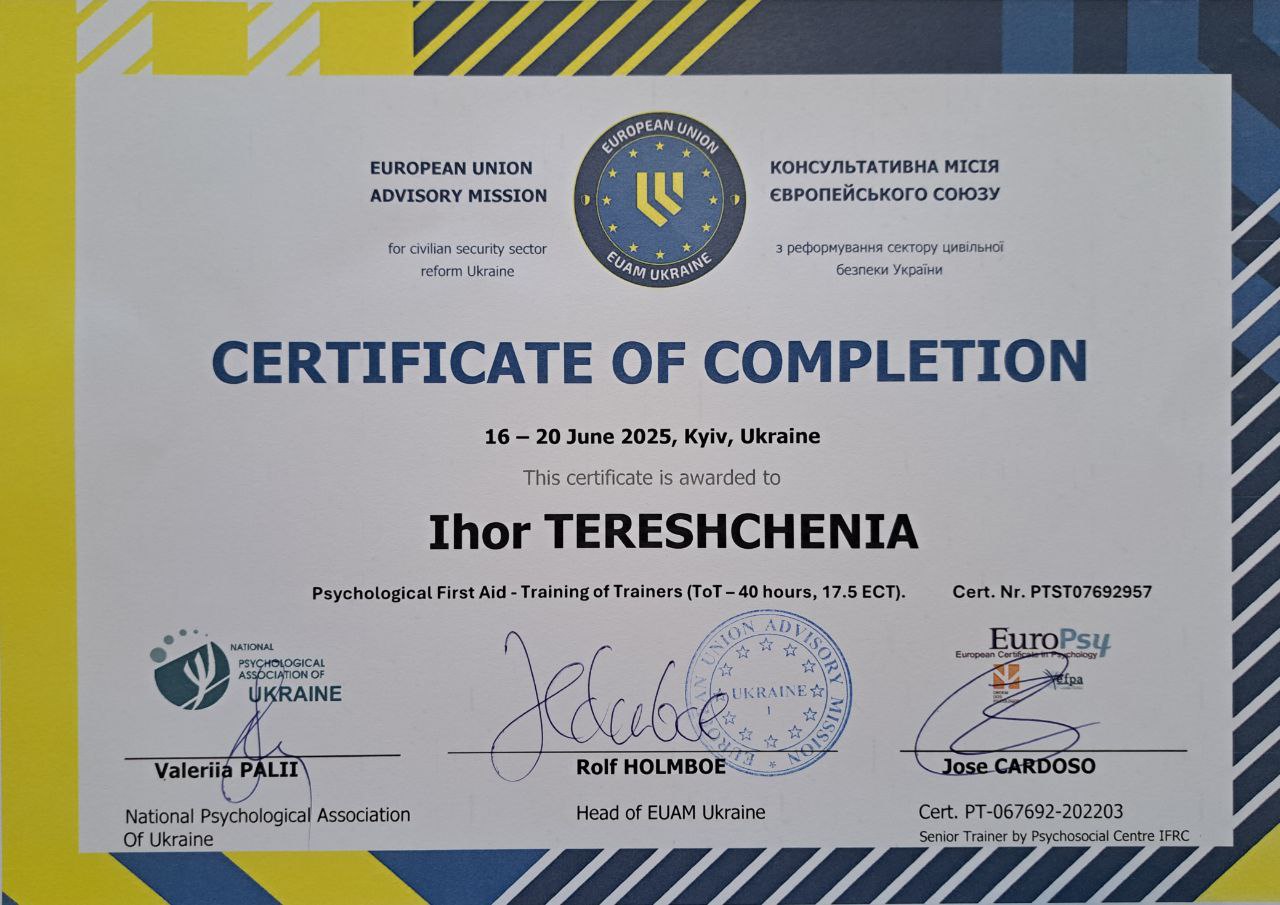 EUROPEAN UNION
ADVISORY MISSION
for civilian security sector
reform Ukraine
EUROPEAN UNION
EUAM UKRAINE
КОНСУЛЬТАТИВНА МІСІЯ
ЄВРОПЕЙСЬКОГО СОЮЗУ
з реформування сектору цивільної
безпеки України
CERTIFICATE OF COMPLETION
16 – 20 June 2025, Kyiv, Ukraine
This certificate is awarded to
Ihor TERESHCHENIA
Psychological First Aid - Training of Trainers (ToT – 40 hours, 17.5 ECT).
Cert. Nr. PTST07692957
NATIONAL
PSYCHOLOGICAL
ASSOCIATION OF
UKRAINE
EUROPEAN UNION ADVISORY MISSION
UKRAINE
1
EuroPsy
European Certificate in Psychology
efpa
Valeriia PALII
National Psychological Association
Of Ukraine
Rolf HOLMBOE
Head of EUAM Ukraine
Jose CARDOSO
Cert. PT-067692-202203
Senior Trainer by Psychosocial Centre IFRC